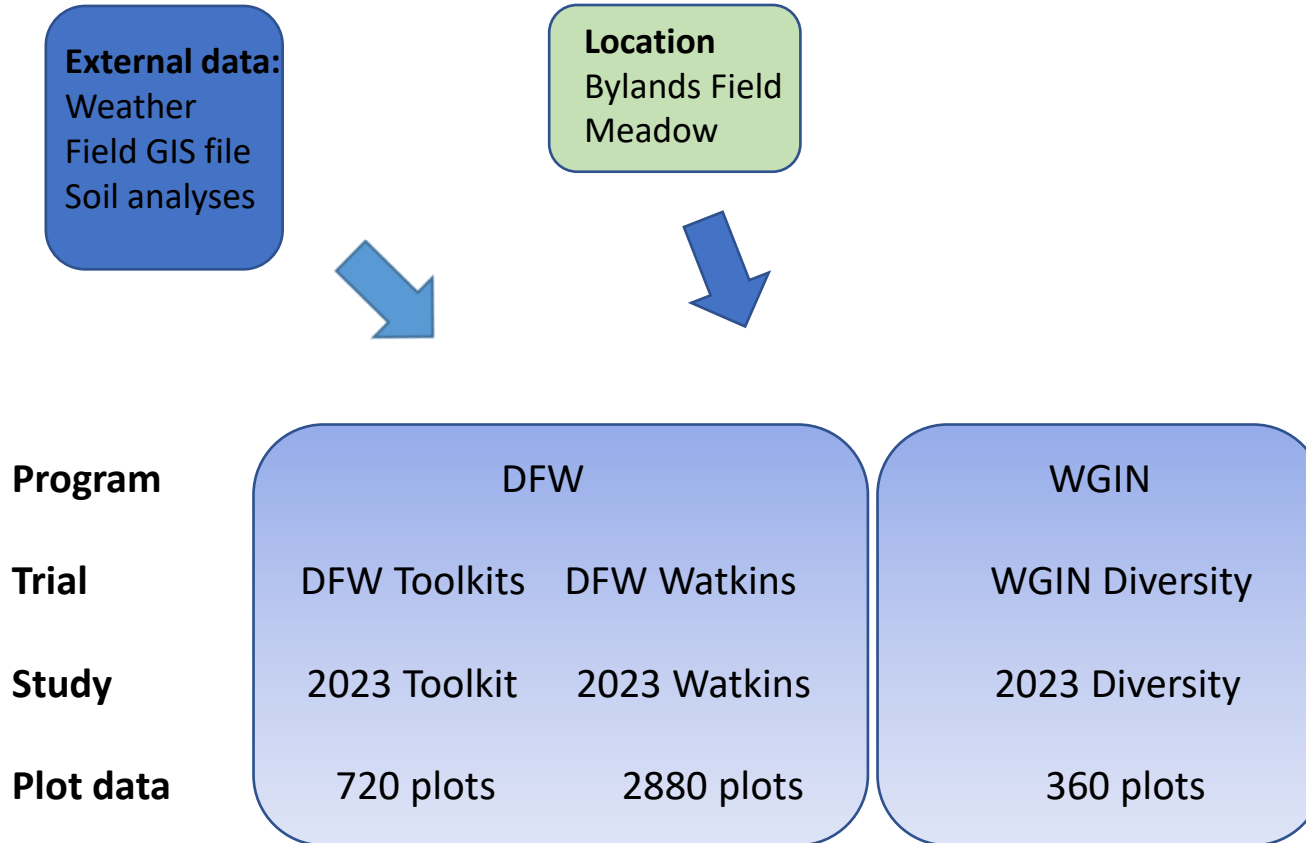 External data:
Weather
Field GIS file
Soil analyses
Location
Bylands Field
Meadow
Program DFW WGIN
Trial DFW Toolkits DFW Watkins WGIN Diversity
Study 2023 Toolkit 2023 Watkins 2023 Diversity
Plot data 720 plots 2880 plots 360 plots